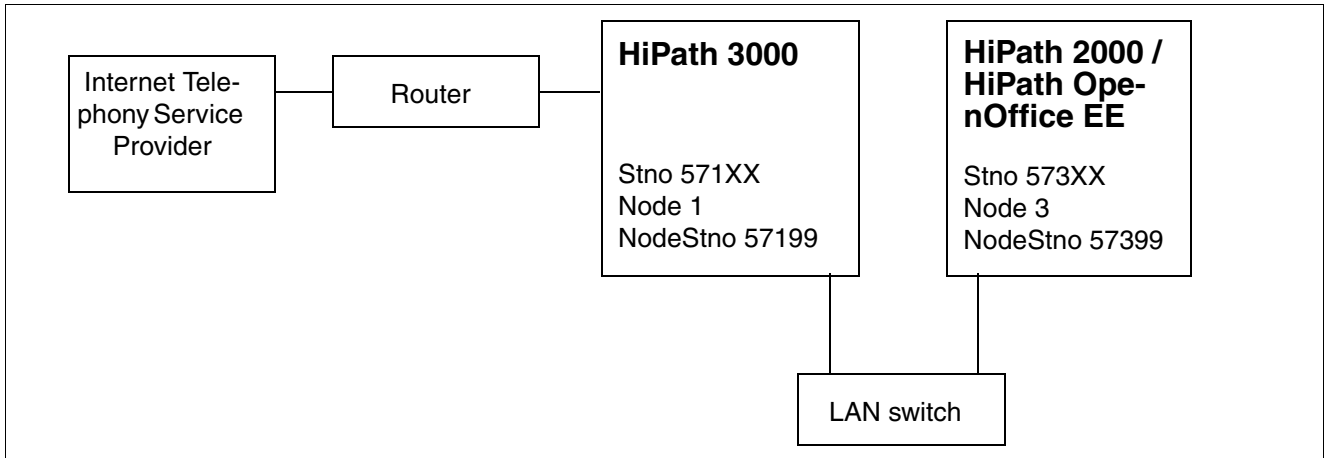 Internet Tele-
phony Service
Provider
Router
HiPath 3000
Stno 571XX
Node 1
NodeStno 57199
HiPath 2000 /
HiPath Ope-
nOffice EE
Stno 573XX
Node 3
NodeStno 57399
LAN switch